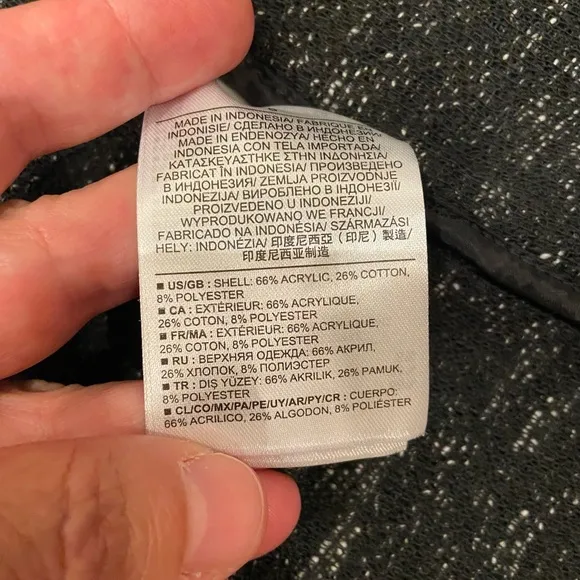 MADE IN INDONESIA/ FABRIQUÉ EN
INDONISIE/ СДЕЛАНО В ИНДОНЕЗИИ/
MADE IN ENDENOZYA/ HECHO EN
INDONESIA CON TELA IMPORTADA/
ΚΑΤΑΣΚΕΥΑΣΤΗΚΕ ΣΤΗΝ ΙΝΔΟΝΗΣΙΑ/
FABRICAT ÎN INDONESIA/ ПРОИЗВЕДЕНО
В ИНДОНЕЗИЯ/ ZEMLJA PROIZVODNJE
INDONEZIJA/ ВИРОБЛЕНО В ІНДОНЕЗІЇ/
PROIZVEDENO U INDONEZIJI/
WYPRODUKOWANO WE FRANCJI/
FABRICADO NA INDONÉSIA/ SZÁRMAZÁSI
HELY: INDONÉZIA/ 印度尼西亞 (印尼) 製造/
印度尼西亚制造
■ US/GB : SHELL: 66% ACRYLIC, 26% COTTON,
8% POLYESTER
■ CA : EXTÉRIEUR: 66% ACRYLIQUE,
26% COTON, 8% POLYESTER
■ FR/MA : EXTÉRIEUR: 66% ACRYLIQUE,
26% COTON, 8% POLYESTER
■ RU : ВЕРХНЯЯ ОДЕЖДА: 66% АКРИЛ,
26% ХЛОПОК, 8% ПОЛИЭСТЕР
■ TR : DIŞ YÜZEY: 66% AKRILIK, 26% PAMUK,
8% POLYESTER
■ CL/CO/MX/PA/PE/UY/AR/PY/CR : CUERPO:
66% ACRILICO, 26% ALGODON, 8% POLIÉSTER